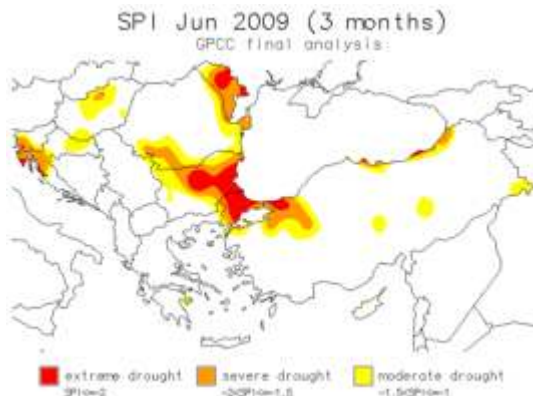 SPI Jun 2009 (3 months)
GPCC final analysis
extreme drought severe drought moderate drought
SPI<=-2 -2<SPI<=-1.5 -1.5<SPI<=-1